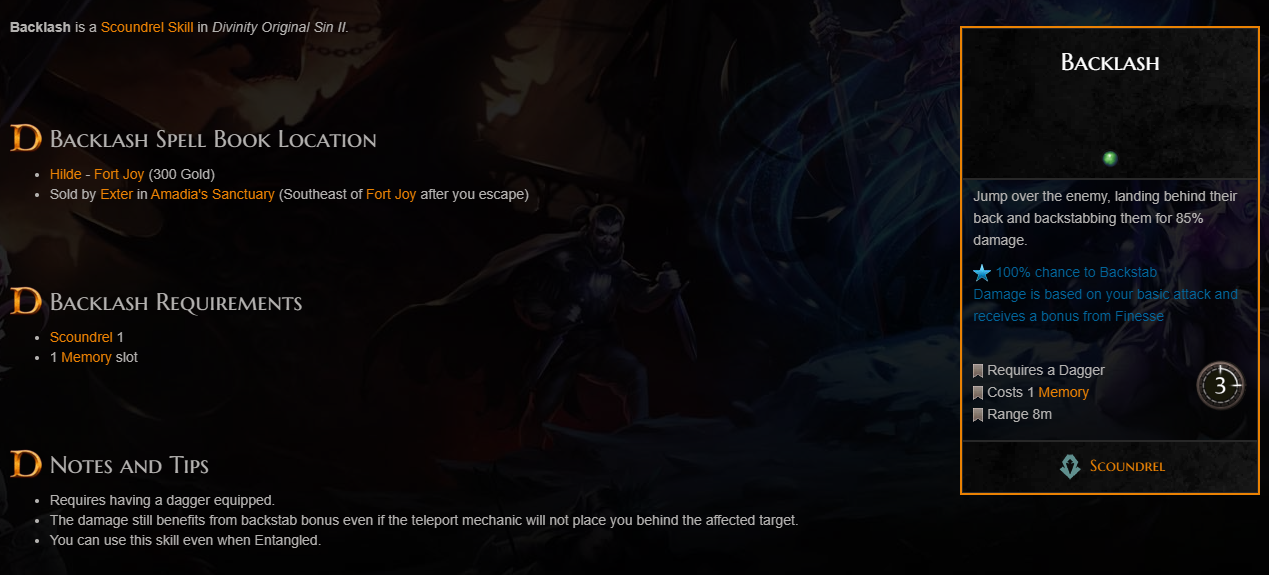 Backlash is a Scoundrel Skill in Divinity Original Sin II.
Backlash Spell Book Location
Hilde - Fort Joy (300 Gold)
Sold by Exter in Amadia's Sanctuary (Southeast of Fort Joy after you escape)
Backlash Requirements
Scoundrel 1
1 Memory slot
Notes and Tips
Requires having a dagger equipped.
The damage still benefits from backstab bonus even if the teleport mechanic will not place you behind the affected target.
You can use this skill even when Entangled.
Backlash
Jump over the enemy, landing behind their
back and backstabbing them for 85%
damage.
100% chance to Backstab
Damage is based on your basic attack and
receives a bonus from Finesse
Requires a Dagger
Costs 1 Memory
Range 8m
3
Scoundrel